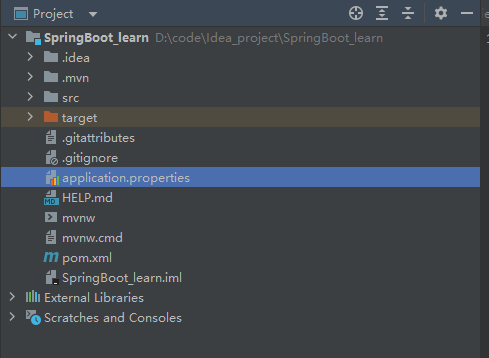 Project
SpringBoot_learn D:\code\Idea_project\SpringBoot_learn
.idea
.mvn
src
target
.gitattributes
.gitignore
application.properties
MD HELP.md
mvnw
mvnw.cmd
m pom.xml
SpringBoot_learn.iml
External Libraries
Scratches and Consoles